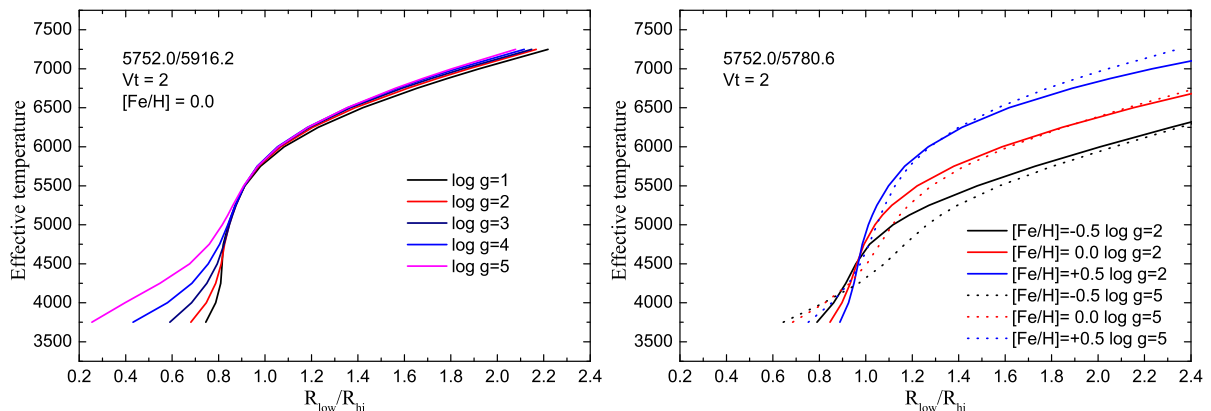 5752.0/5916.2
Vt = 2
[Fe/H] = 0.0
log g=1
log g=2
log g=3
log g=4
log g=5
Effective temperature
7500
7000
6500
6000
5500
5000
4500
4000
3500
0.2 0.4 0.6 0.8 1.0 1.2 1.4 1.6 1.8 2.0 2.2 2.4
R_low/R_hi
5752.0/5780.6
Vt = 2
[Fe/H]=-0.5 log g=2
[Fe/H]= 0.0 log g=2
[Fe/H]=+0.5 log g=2
[Fe/H]=-0.5 log g=5
[Fe/H]= 0.0 log g=5
[Fe/H]=+0.5 log g=5
Effective temperature
7500
7000
6500
6000
5500
5000
4500
4000
3500
0.2 0.4 0.6 0.8 1.0 1.2 1.4 1.6 1.8 2.0 2.2 2.4
R_low/R_hi